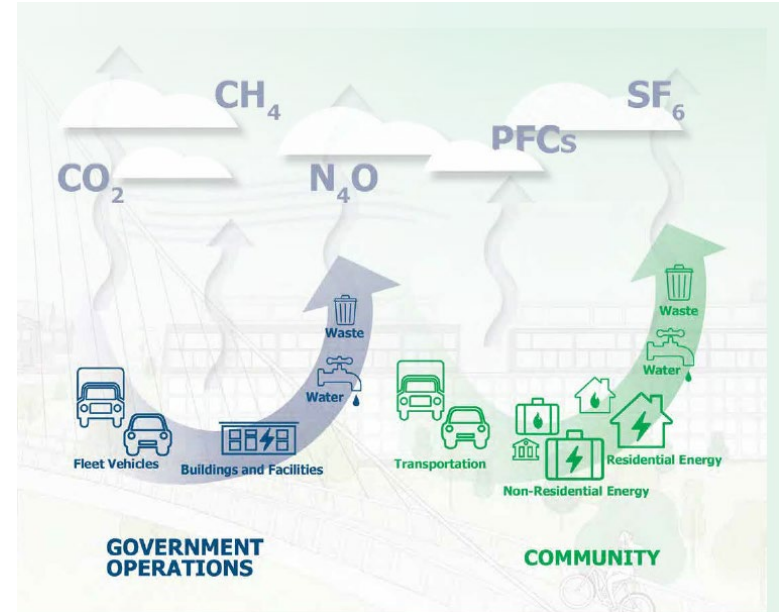 CH₄
SF₆
PFCs
CO₂
N₄O
Waste
Water
Fleet Vehicles
Buildings and Facilities
Waste
Water
Transportation
Residential Energy
Non-Residential Energy
GOVERNMENT
OPERATIONS
COMMUNITY